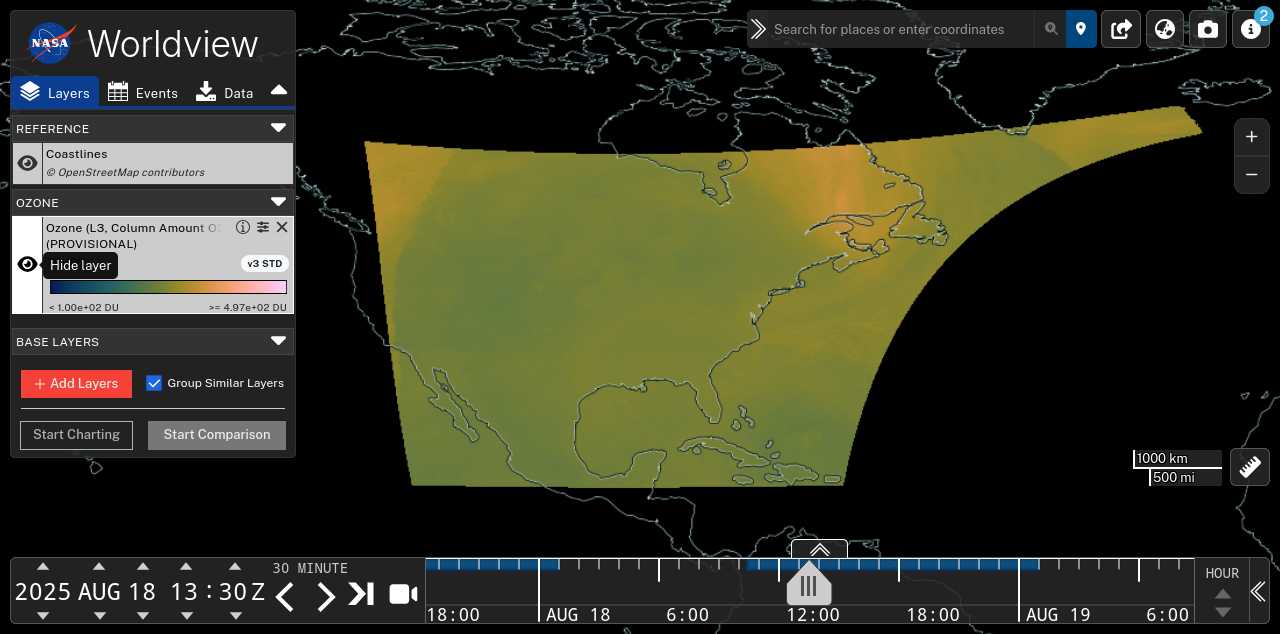 NASA
Worldview
Search for places or enter coordinates
2
Layers
Events
Data
REFERENCE
Coastlines
© OpenStreetMap contributors
OZONE
Ozone (L3, Column Amount
(PROVISIONAL)
Hide layer
v3 STD
< 1.00e+02 DU
>= 4.97e+02 DU
BASE LAYERS
+ Add Layers
Group Similar Layers
Start Charting
Start Comparison
+
−
1000 km
500 mi
30 MINUTE
2025 AUG 18 13 : 30 Z
18:00
AUG 18
6:00
12:00
18:00
AUG 19
6:00
HOUR